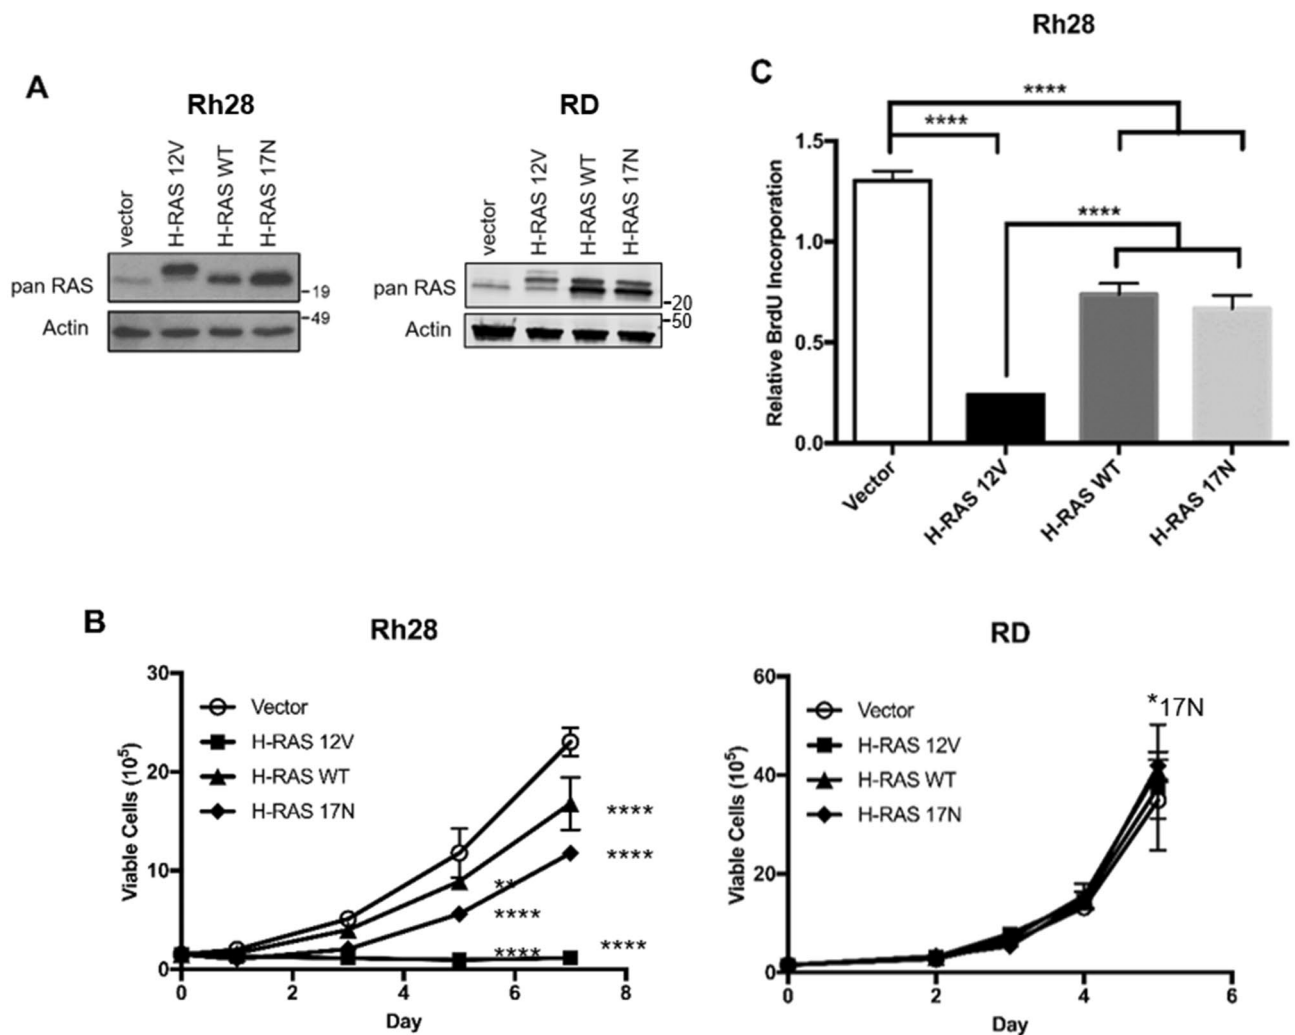 A
Rh28
vector
H-RAS 12V
H-RAS WT
H-RAS 17N
pan RAS
19
49
Actin
RD
vector
H-RAS 12V
H-RAS WT
H-RAS 17N
pan RAS
20
50
Actin
C
Rh28
****
****
****
Relative BrdU Incorporation
1.5
1.0
0.5
0.0
Vector
H-RAS 12V
H-RAS WT
H-RAS 17N
B
Rh28
Viable Cells (10⁵)
30
20
10
0
Vector
H-RAS 12V
H-RAS WT
H-RAS 17N
****
****
**
****
****
****
0 2 4 6 8
Day
RD
Viable Cells (10⁵)
60
40
20
0
Vector
H-RAS 12V
H-RAS WT
H-RAS 17N
*17N
0 2 4 6
Day